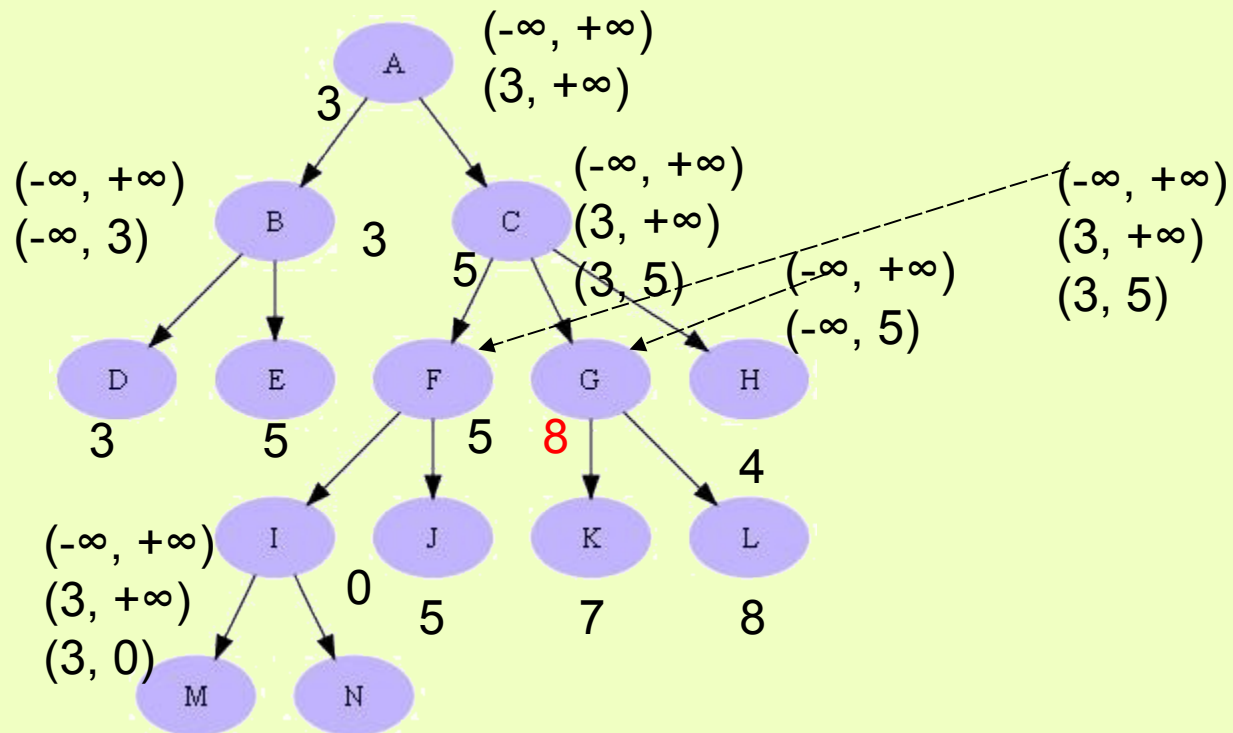 A
(-∞, +∞)
(3, +∞)
3
(-∞, +∞)
(-∞, 3)
B
3
C
(-∞, +∞)
(3, +∞)
(3, 5)
5
(-∞, +∞)
(-∞, 5)
(-∞, +∞)
(3, +∞)
(3, 5)
D
E
F
G
H
3
5
5
8
4
I
J
K
L
(-∞, +∞)
(3, +∞)
(3, 0)
0
5
7
8
M
N